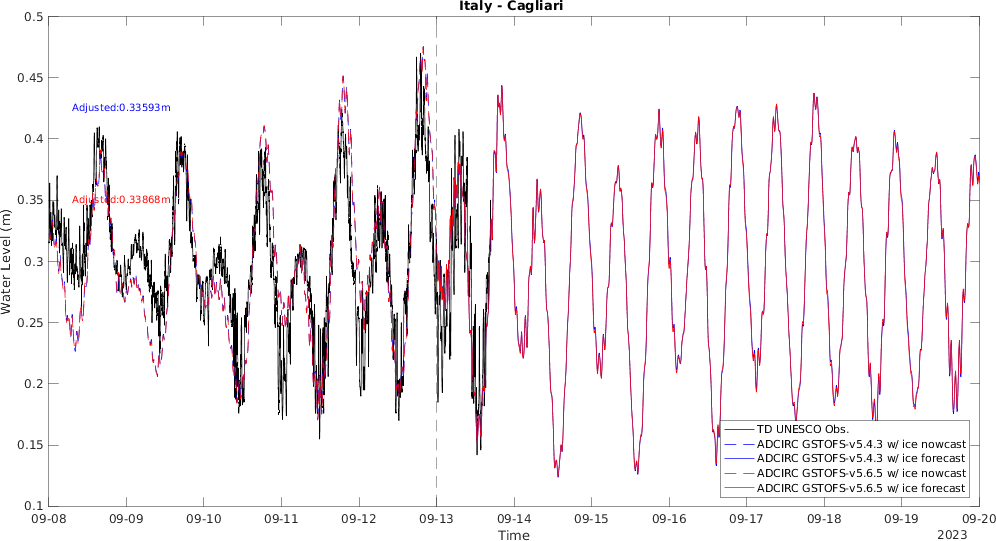 Italy - Cagliari
0.5
0.45
0.4
0.35
0.3
0.25
0.2
0.15
0.1
Water Level (m)
Adjusted:0.33593m
Adjusted:0.33868m
TD UNESCO Obs.
ADCIRC GSTOFS-v5.4.3 w/ ice nowcast
ADCIRC GSTOFS-v5.4.3 w/ ice forecast
ADCIRC GSTOFS-v5.6.5 w/ ice nowcast
ADCIRC GSTOFS-v5.6.5 w/ ice forecast
09-08 09-09 09-10 09-11 09-12 09-13 09-14 09-15 09-16 09-17 09-18 09-19 09-20
Time
2023